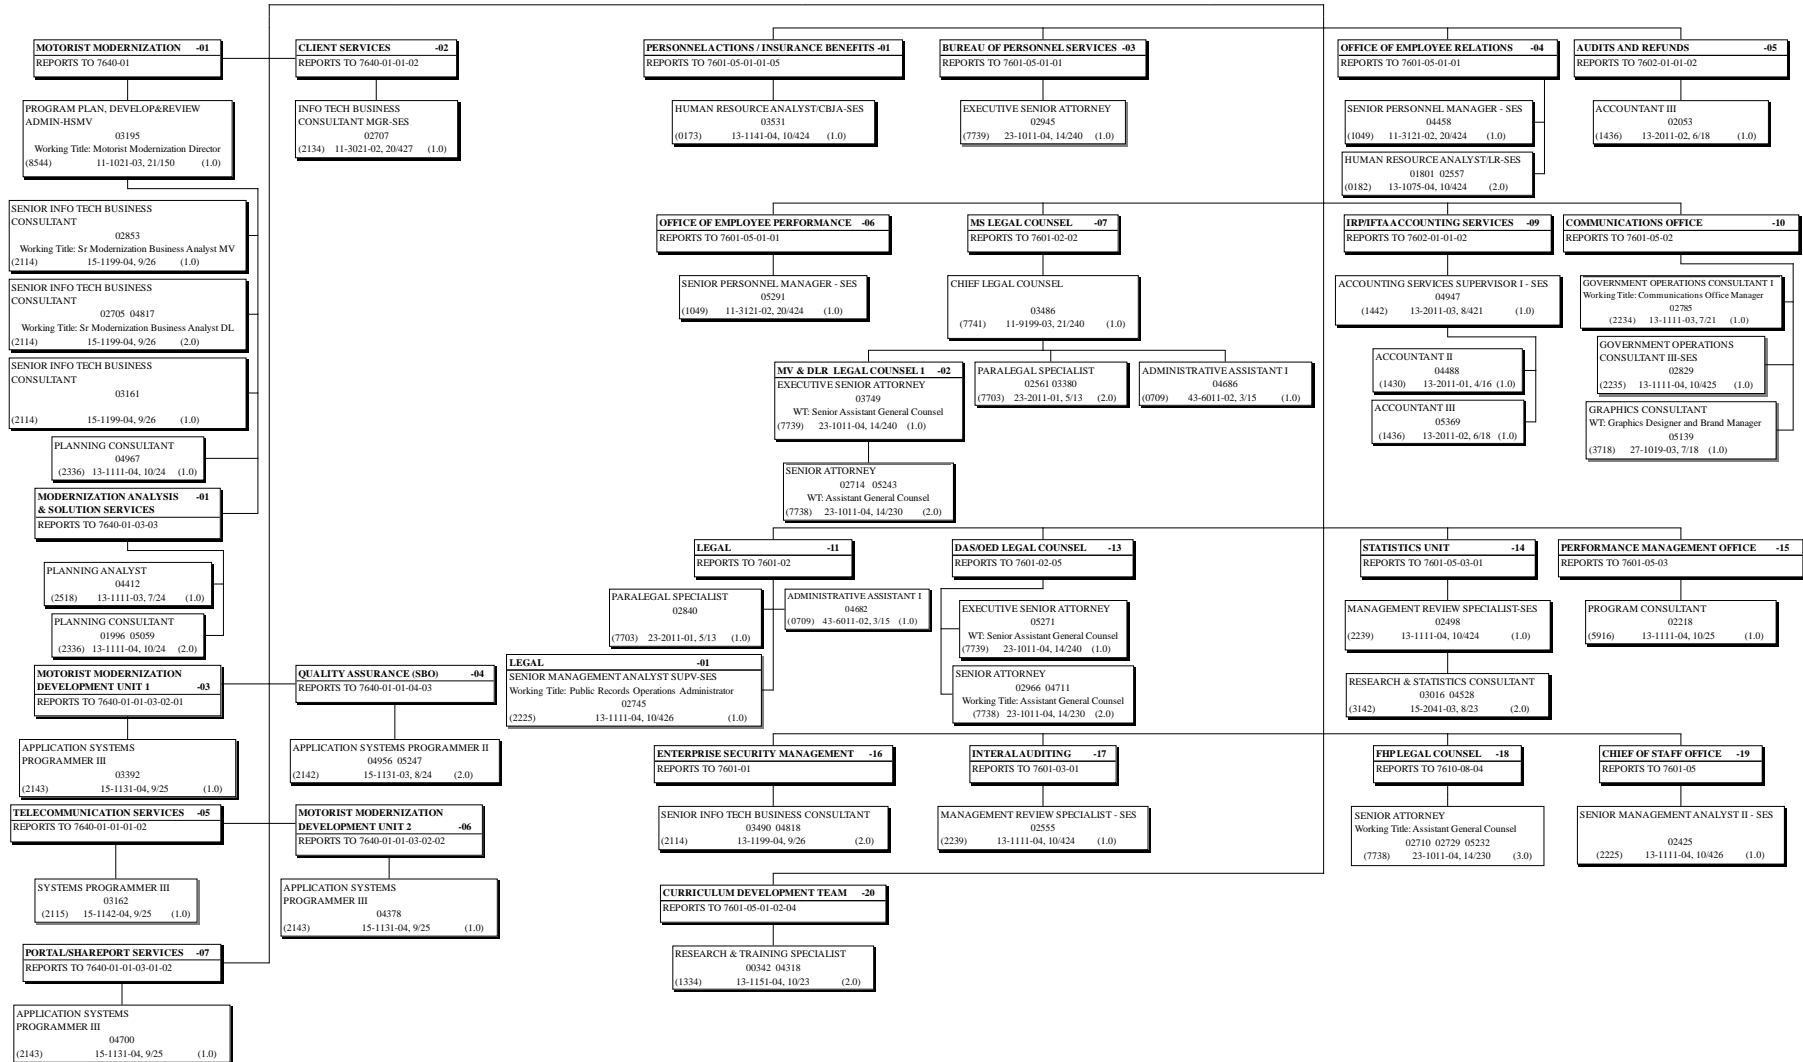 MOTORIST MODERNIZATION -01
REPORTS TO 7640-01
CLIENT SERVICES -02
REPORTS TO 7640-01-01-02
PERSONNEL ACTIONS / INSURANCE BENEFITS -01
REPORTS TO 7601-05-01-01-05
BUREAU OF PERSONNEL SERVICES -03
REPORTS TO 7601-05-01-01
OFFICE OF EMPLOYEE RELATIONS -04
REPORTS TO 7601-05-01-01
AUDITS AND REFUNDS -05
REPORTS TO 7602-01-01-02
PROGRAM PLAN, DEVELOP&REVIEW
ADMIN-HSMV
03195
Working Title: Motorist Modernization Director
(8544) 11-1021-03, 21/150 (1.0)
INFO TECH BUSINESS
CONSULTANT MGR-SES
02707
(2134) 11-3021-02, 20/427 (1.0)
HUMAN RESOURCE ANALYST/CBJA-SES
03531
(0173) 13-1141-04, 10/424 (1.0)
EXECUTIVE SENIOR ATTORNEY
02945
(7739) 23-1011-04, 14/240 (1.0)
SENIOR PERSONNEL MANAGER - SES
04458
(1049) 11-3121-02, 20/424 (1.0)
HUMAN RESOURCE ANALYST/LR-SES
01801 02557
(0182) 13-1075-04, 10/424 (2.0)
ACCOUNTANT III
02053
(1436) 13-2011-02, 6/18 (1.0)
SENIOR INFO TECH BUSINESS
CONSULTANT
02853
Working Title: Sr Modernization Business Analyst MV
(2114) 15-1199-04, 9/26 (1.0)
SENIOR INFO TECH BUSINESS
CONSULTANT
02705 04817
Working Title: Sr Modernization Business Analyst DL
(2114) 15-1199-04, 9/26 (2.0)
SENIOR INFO TECH BUSINESS
CONSULTANT
03161
(2114) 15-1199-04, 9/26 (1.0)
PLANNING CONSULTANT
04967
(2336) 13-1111-04, 10/24 (1.0)
MODERNIZATION ANALYSIS -01
& SOLUTION SERVICES
REPORTS TO 7640-01-03-03
PLANNING ANALYST
04412
(2518) 13-1111-03, 7/24 (1.0)
PLANNING CONSULTANT
01996 05059
(2336) 13-1111-04, 10/24 (2.0)
OFFICE OF EMPLOYEE PERFORMANCE -06
REPORTS TO 7601-05-01-01
MS LEGAL COUNSEL -07
REPORTS TO 7601-02-02
IRP/IFTA ACCOUNTING SERVICES -09
REPORTS TO 7602-01-01-02
COMMUNICATIONS OFFICE -10
REPORTS TO 7601-05-02
SENIOR PERSONNEL MANAGER - SES
05291
(1049) 11-3121-02, 20/424 (1.0)
CHIEF LEGAL COUNSEL
03486
(7741) 11-9199-03, 21/240 (1.0)
ACCOUNTING SERVICES SUPERVISOR I - SES
04947
(1442) 13-2011-03, 8/421 (1.0)
GOVERNMENT OPERATIONS CONSULTANT I
Working Title: Communications Office Manager
02785
(2234) 13-1111-03, 7/21 (1.0)
MV & DLR LEGAL COUNSEL 1 -02
EXECUTIVE SENIOR ATTORNEY
03749
WT: Senior Assistant General Counsel
(7739) 23-1011-04, 14/240 (1.0)
PARALEGAL SPECIALIST
02561 03380
(7703) 23-2011-01, 5/13 (2.0)
ADMINISTRATIVE ASSISTANT I
04686
(0709) 43-6011-02, 3/15 (1.0)
ACCOUNTANT II
04488
(1430) 13-2011-01, 4/16 (1.0)
ACCOUNTANT III
05369
(1436) 13-2011-02, 6/18 (1.0)
GOVERNMENT OPERATIONS
CONSULTANT III-SES
02829
(2235) 13-1111-04, 10/425 (1.0)
GRAPHICS CONSULTANT
WT: Graphics Designer and Brand Manager
05139
(3718) 27-1019-03, 7/18 (1.0)
SENIOR ATTORNEY
02714 05243
WT: Assistant General Counsel
(7738) 23-1011-04, 14/230 (2.0)
LEGAL -11
REPORTS TO 7601-02
DAS/OED LEGAL COUNSEL -13
REPORTS TO 7601-02-05
STATISTICS UNIT -14
REPORTS TO 7601-05-03-01
PERFORMANCE MANAGEMENT OFFICE -15
REPORTS TO 7601-05-03
PARALEGAL SPECIALIST
02840
(7703) 23-2011-01, 5/13 (1.0)
ADMINISTRATIVE ASSISTANT I
04682
(0709) 43-6011-02, 3/15 (1.0)
EXECUTIVE SENIOR ATTORNEY
05271
WT: Senior Assistant General Counsel
(7739) 23-1011-04, 14/240 (1.0)
MANAGEMENT REVIEW SPECIALIST-SES
02498
(2239) 13-1111-04, 10/424 (1.0)
PROGRAM CONSULTANT
02218
(5916) 13-1111-04, 10/25 (1.0)
LEGAL -01
SENIOR MANAGEMENT ANALYST SUPV-SES
Working Title: Public Records Operations Administrator
02745
(2225) 13-1111-04, 10/426 (1.0)
SENIOR ATTORNEY
02966 04711
Working Title: Assistant General Counsel
(7738) 23-1011-04, 14/230 (2.0)
RESEARCH & STATISTICS CONSULTANT
03016 04528
(3142) 15-2041-03, 8/23 (2.0)
MOTORIST MODERNIZATION
DEVELOPMENT UNIT 1 -03
REPORTS TO 7640-01-01-03-02-01
QUALITY ASSURANCE (SBO) -04
REPORTS TO 7640-01-01-04-03
APPLICATION SYSTEMS
PROGRAMMER III
03392
(2143) 15-1131-04, 9/25 (1.0)
APPLICATION SYSTEMS PROGRAMMER II
04956 05247
(2142) 15-1131-03, 8/24 (2.0)
ENTERPRISE SECURITY MANAGEMENT -16
REPORTS TO 7601-01
INTERAL AUDITING -17
REPORTS TO 7601-03-01
FHP LEGAL COUNSEL -18
REPORTS TO 7610-08-04
CHIEF OF STAFF OFFICE -19
REPORTS TO 7601-05
TELECOMMUNICATION SERVICES -05
REPORTS TO 7640-01-01-01-02
MOTORIST MODERNIZATION
DEVELOPMENT UNIT 2 -06
REPORTS TO 7640-01-01-03-02-02
SENIOR INFO TECH BUSINESS CONSULTANT
03490 04818
(2114) 13-1199-04, 9/26 (2.0)
MANAGEMENT REVIEW SPECIALIST - SES
02555
(2239) 13-1111-04, 10/424 (1.0)
SENIOR ATTORNEY
Working Title: Assistant General Counsel
02710 02729 05232
(7738) 23-1011-04, 14/230 (3.0)
SENIOR MANAGEMENT ANALYST II - SES
02425
(2225) 13-1111-04, 10/426 (1.0)
SYSTEMS PROGRAMMER III
03162
(2115) 15-1142-04, 9/25 (1.0)
APPLICATION SYSTEMS
PROGRAMMER III
04378
(2143) 15-1131-04, 9/25 (1.0)
CURRICULUM DEVELOPMENT TEAM -20
REPORTS TO 7601-05-01-02-04
RESEARCH & TRAINING SPECIALIST
00342 04318
(1334) 13-1151-04, 10/23 (2.0)
PORTAL/SHAREPORT SERVICES -07
REPORTS TO 7640-01-01-03-01-02
APPLICATION SYSTEMS
PROGRAMMER III
04700
(2143) 15-1131-04, 9/25 (1.0)